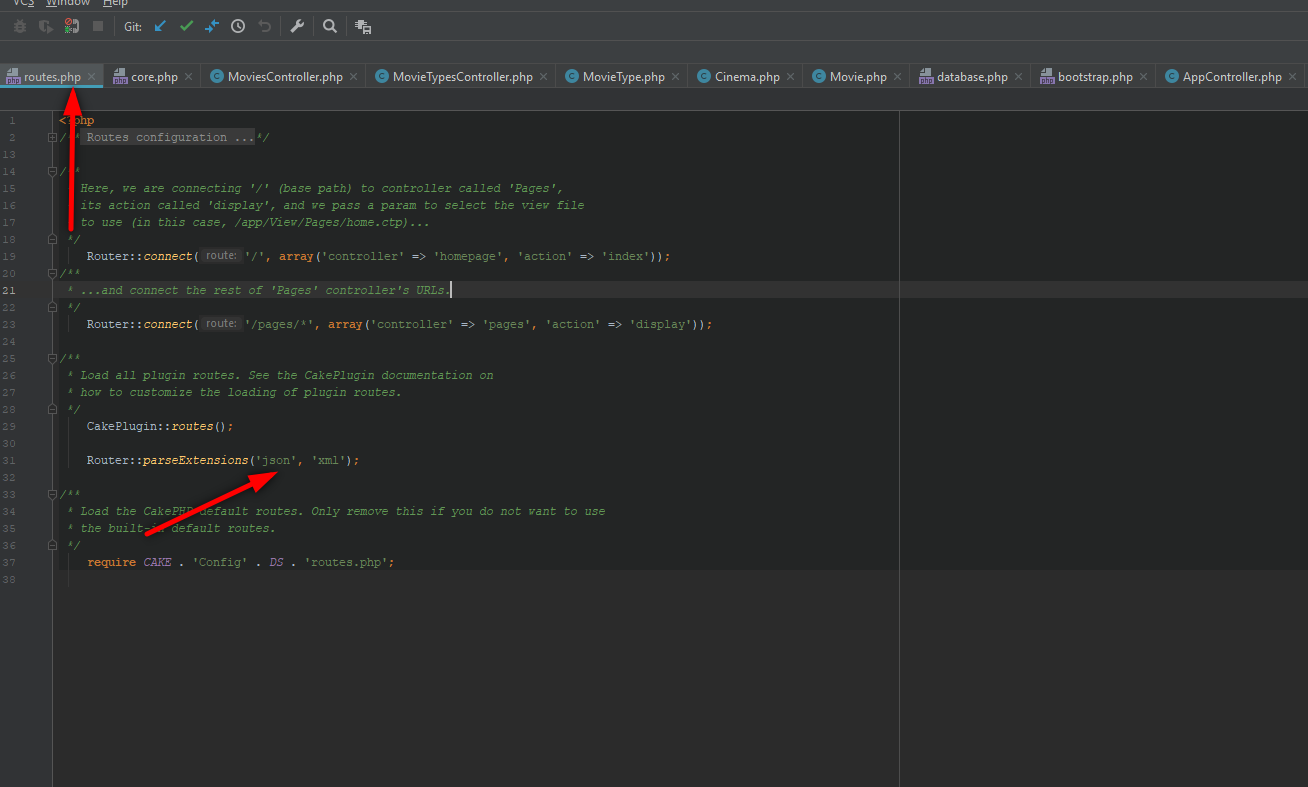 VCS Window Help
Git:
routes.php core.php MoviesController.php MovieTypesController.php MovieType.php Cinema.php Movie.php database.php bootstrap.php AppController.php
1 <?php
2 /** Routes configuration ...*/
13
14 /**
15 * Here, we are connecting '/' (base path) to controller called 'Pages',
16 * its action called 'display', and we pass a param to select the view file
17 * to use (in this case, /app/View/Pages/home.ctp)...
18 */
19 Router::connect( route: '/', array('controller' => 'homepage', 'action' => 'index'));
20 /**
21 * ...and connect the rest of 'Pages' controller's URLs.
22 */
23 Router::connect( route: '/pages/*', array('controller' => 'pages', 'action' => 'display'));
24
25 /**
26 * Load all plugin routes. See the CakePlugin documentation on
27 * how to customize the loading of plugin routes.
28 */
29 CakePlugin::routes();
30
31 Router::parseExtensions('json', 'xml');
32
33 /**
34 * Load the CakePHP default routes. Only remove this if you do not want to use
35 * the built-in default routes.
36 */
37 require CAKE . 'Config' . DS . 'routes.php';
38